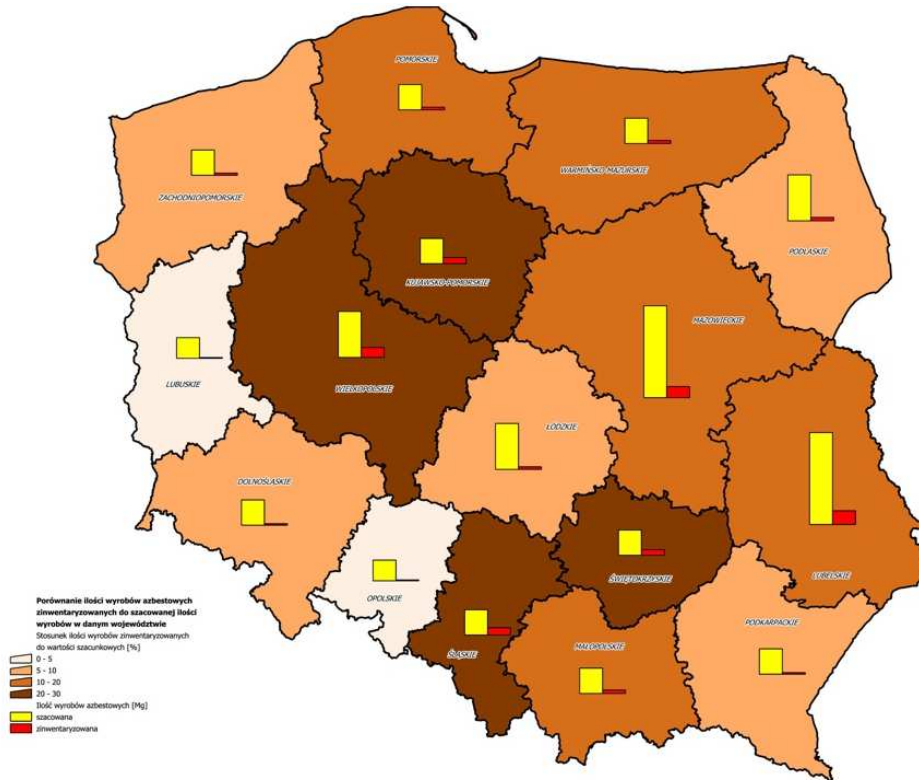 POMORSKIE
WARMIŃSKO-MAZURSKIE
ZACHODNIOPOMORSKIE
PODLASKIE
KUJAWSKO-POMORSKIE
MAZOWIECKIE
LUBUSKIE
WIELKOPOLSKIE
ŁÓDZKIE
DOLNOŚLĄSKIE
LUBELSKIE
ŚWIĘTOKRZYSKIE
OPOLSKIE
PODKARPACKIE
MAŁOPOLSKIE
ŚLĄSKIE
Porównanie ilości wyrobów azbestowych
zinwentaryzowanych do szacowanej ilości
wyrobów w danym województwie
Stosunek ilości wyrobów zinwentaryzowanych
do wartości szacunkowych [%]
0 - 5
5 - 10
10 - 20
20 - 30
Ilość wyrobów azbestowych [Mg]
szacowana
zinwentaryzowana